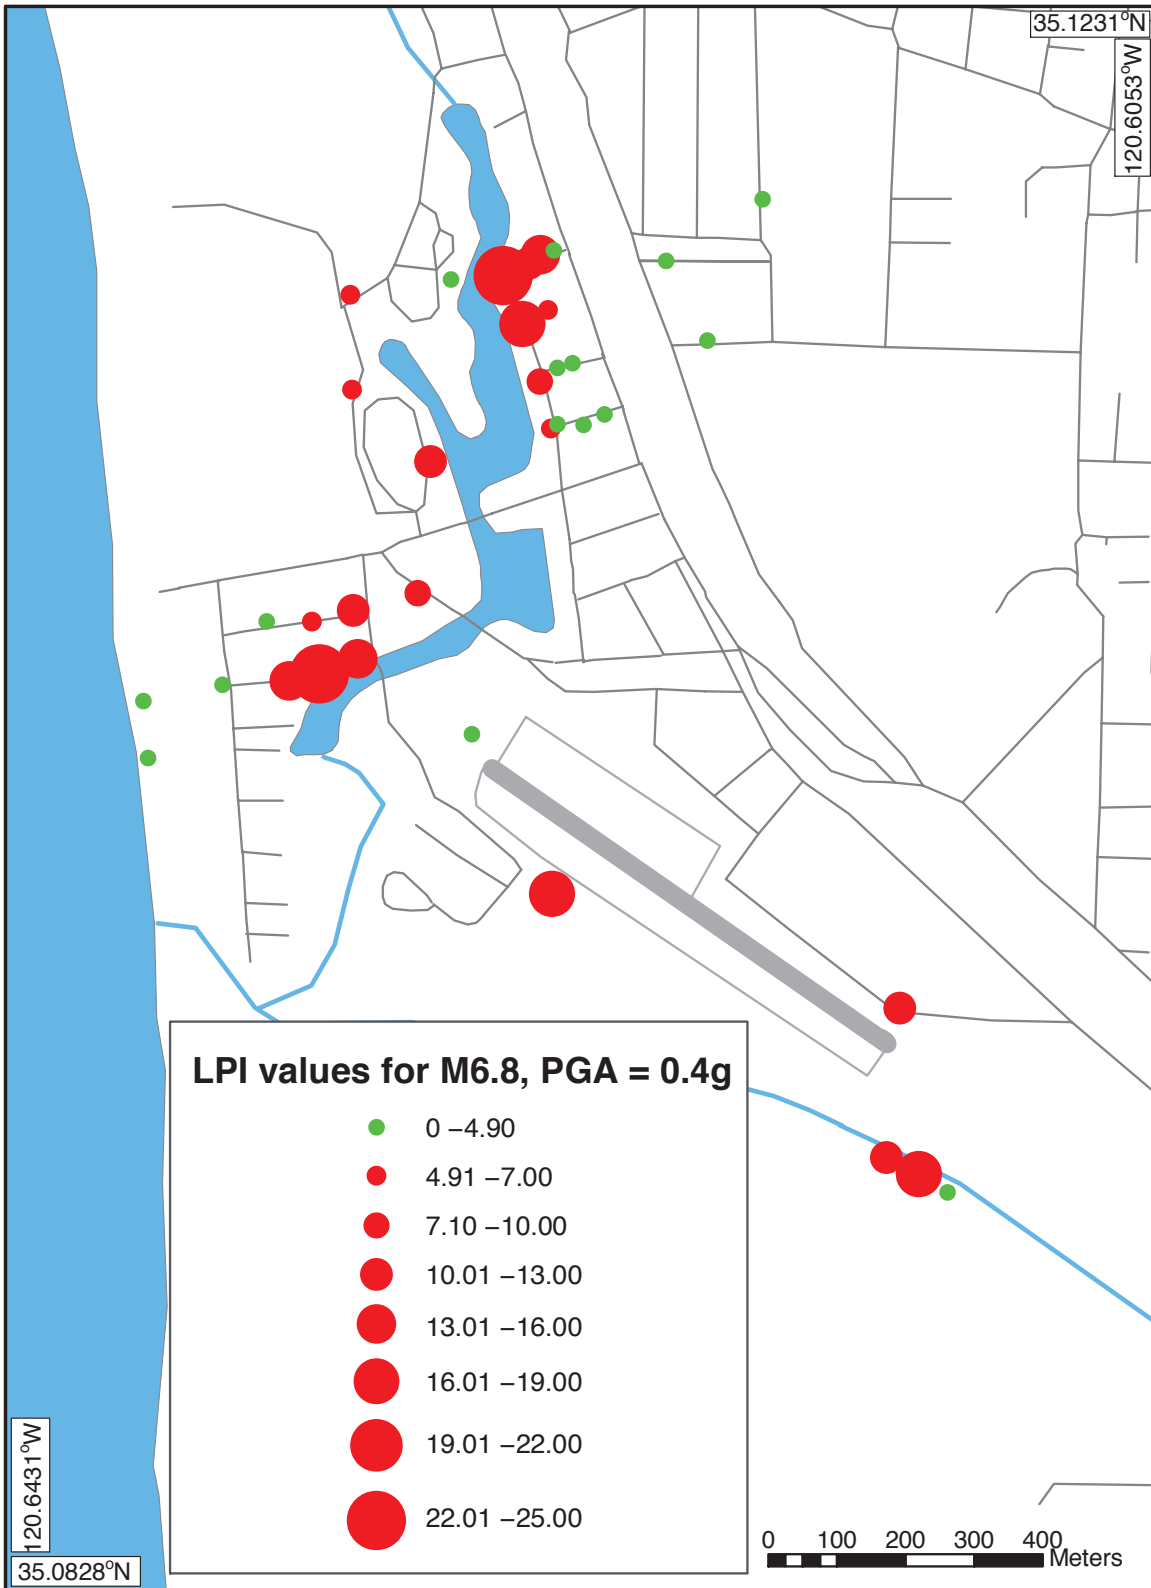 35.1231°N
120.6053°W
LPI values for M6.8, PGA = 0.4g
0 –4.90
4.91 –7.00
7.10 –10.00
10.01 –13.00
13.01 –16.00
16.01 –19.00
19.01 –22.00
22.01 –25.00
120.6431°W
35.0828°N
0 100 200 300 400
Meters